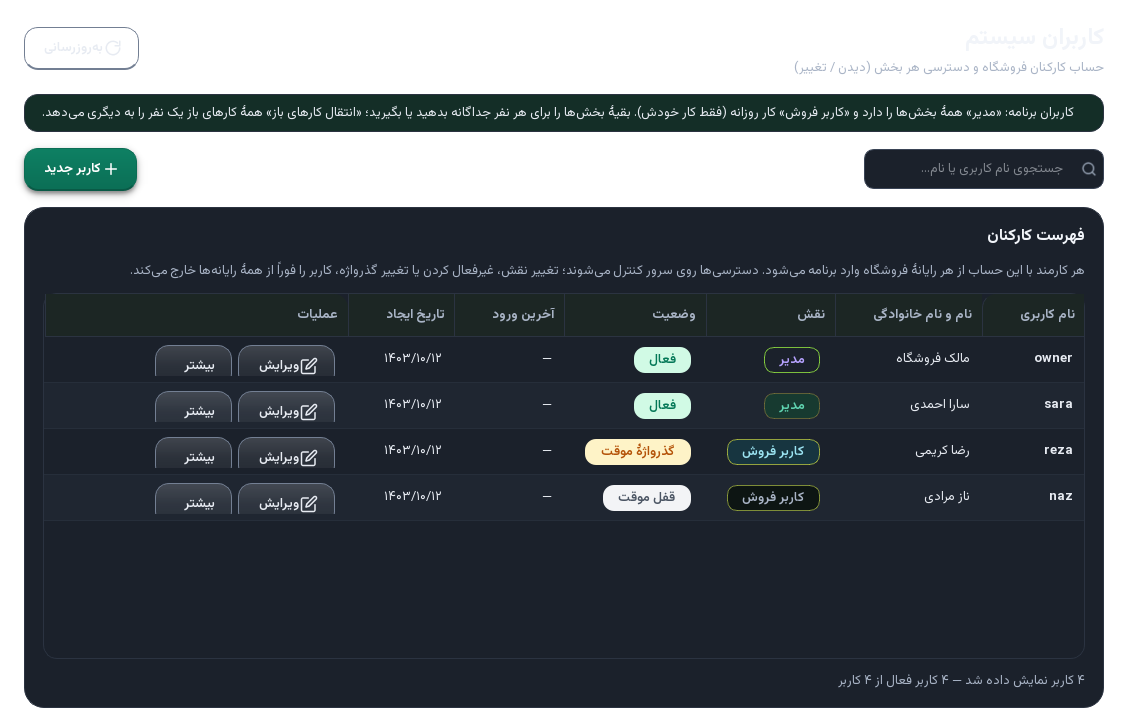 کاربران سیستم
به‌روزرسانی
حساب کارکنان فروشگاه و دسترسی هر بخش (دیدن / تغییر)
کاربران برنامه: «مدیر» همهٔ بخش‌ها را دارد و «کاربر فروش» کار روزانه (فقط کار خودش). بقیهٔ بخش‌ها را برای هر نفر جداگانه بدهید یا بگیرید؛ «انتقال کارهای باز» همهٔ کارهای باز یک نفر را به دیگری می‌دهد.
جستجوی نام کاربری یا نام...
کاربر جدید
فهرست کارکنان
هر کارمند با این حساب از هر رایانهٔ فروشگاه وارد برنامه می‌شود. دسترسی‌ها روی سرور کنترل می‌شوند؛ تغییر نقش، غیرفعال کردن یا تغییر گذرواژه، کاربر را فوراً از همهٔ رایانه‌ها خارج می‌کند.
نام کاربری نام و نام خانوادگی نقش وضعیت آخرین ورود تاریخ ایجاد عملیات
owner مالک فروشگاه مدیر فعال — ۱۴۰۳/۱۰/۱۲ ویرایش بیشتر
sara سارا احمدی مدیر فعال — ۱۴۰۳/۱۰/۱۲ ویرایش بیشتر
reza رضا کریمی کاربر فروش گذرواژهٔ موقت — ۱۴۰۳/۱۰/۱۲ ویرایش بیشتر
naz ناز مرادی کاربر فروش قفل موقت — ۱۴۰۳/۱۰/۱۲ ویرایش بیشتر
۴ کاربر نمایش داده شد — ۴ کاربر فعال از ۴ کاربر